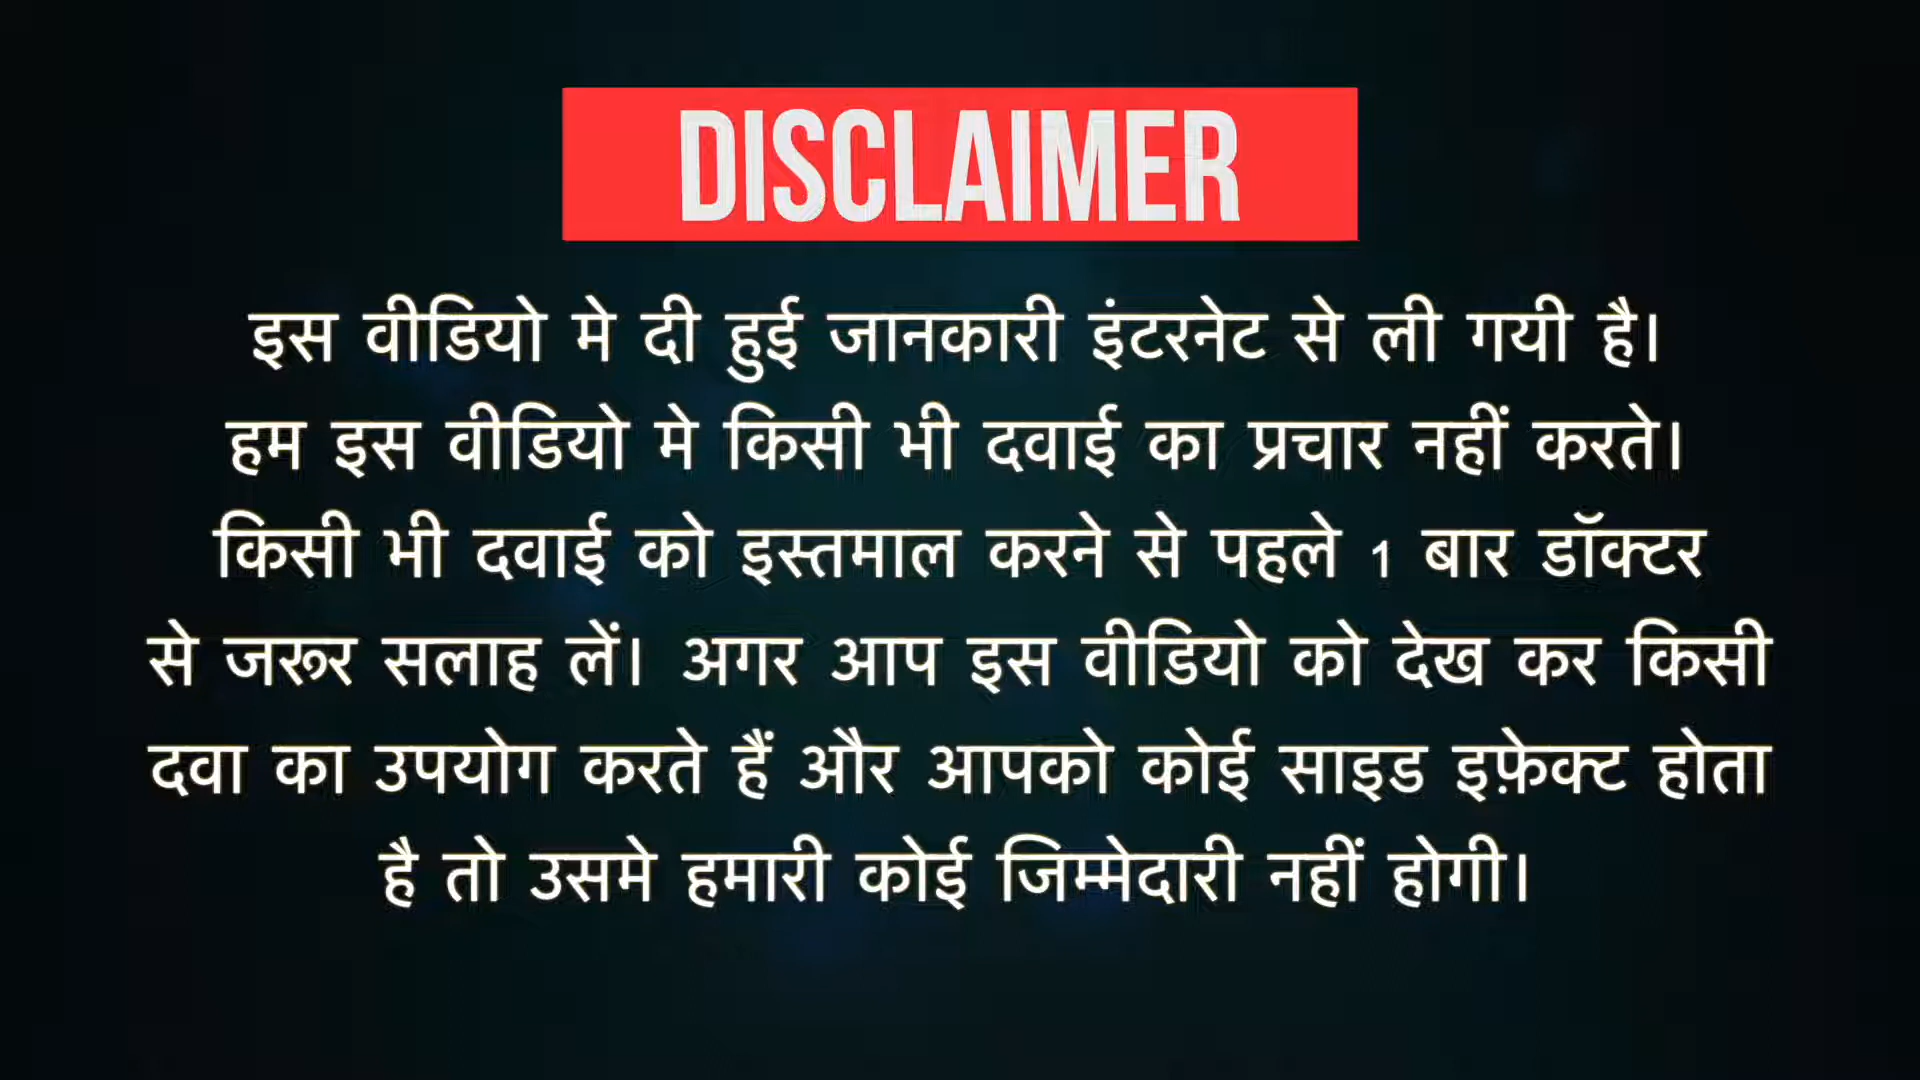 DISCLAIMER
इस वीडियो मे दी हुई जानकारी इंटरनेट से ली गयी है।
हम इस वीडियो मे किसी भी दवाई का प्रचार नहीं करते।
किसी भी दवाई को इस्तमाल करने से पहले 1 बार डॉक्टर
से जरूर सलाह लें। अगर आप इस वीडियो को देख कर किसी
दवा का उपयोग करते हैं और आपको कोई साइड इफ़ेक्ट होता
है तो उसमे हमारी कोई जिम्मेदारी नहीं होगी।